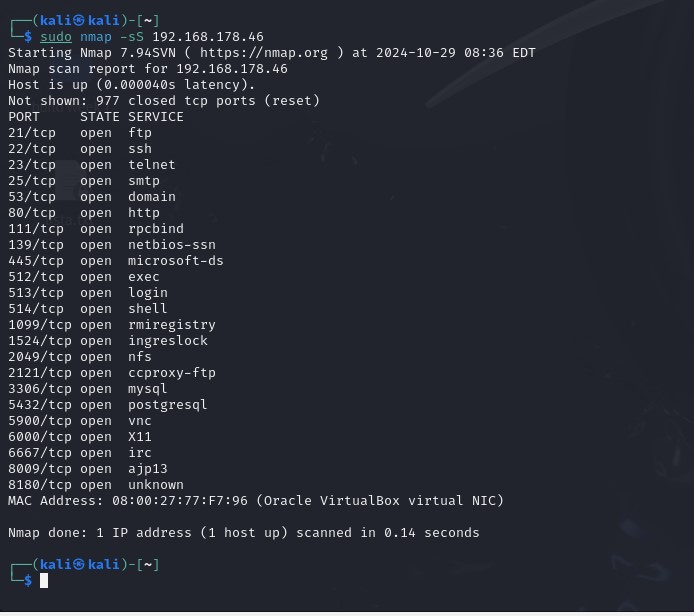 ┌──(kali㉿kali)-[~]
└─$ sudo nmap -sS 192.168.178.46
Starting Nmap 7.94SVN ( https://nmap.org ) at 2024-10-29 08:36 EDT
Nmap scan report for 192.168.178.46
Host is up (0.000040s latency).
Not shown: 977 closed tcp ports (reset)
PORT     STATE SERVICE
21/tcp   open  ftp
22/tcp   open  ssh
23/tcp   open  telnet
25/tcp   open  smtp
53/tcp   open  domain
80/tcp   open  http
111/tcp  open  rpcbind
139/tcp  open  netbios-ssn
445/tcp  open  microsoft-ds
512/tcp  open  exec
513/tcp  open  login
514/tcp  open  shell
1099/tcp open  rmiregistry
1524/tcp open  ingreslock
2049/tcp open  nfs
2121/tcp open  ccproxy-ftp
3306/tcp open  mysql
5432/tcp open  postgresql
5900/tcp open  vnc
6000/tcp open  X11
6667/tcp open  irc
8009/tcp open  ajp13
8180/tcp open  unknown
MAC Address: 08:00:27:77:F7:96 (Oracle VirtualBox virtual NIC)
Nmap done: 1 IP address (1 host up) scanned in 0.14 seconds
┌──(kali㉿kali)-[~]
└─$